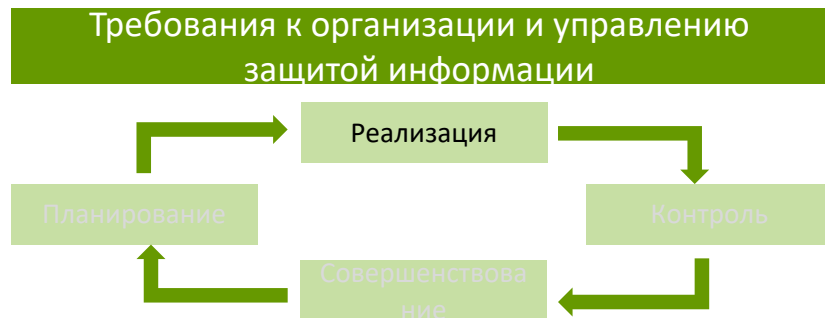 Требования к организации и управлению
защитой информации
Реализация
Планирование
Контроль
Совершенствова
ние